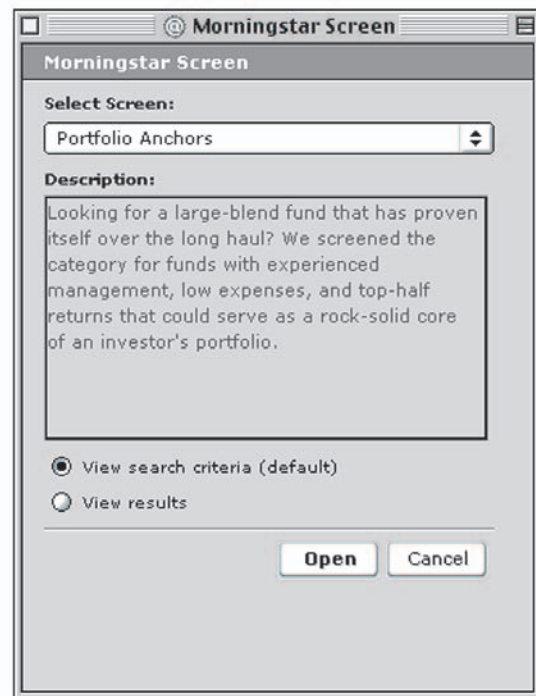 @ Morningstar Screen
Morningstar Screen
Select Screen:
Portfolio Anchors
Description:
Looking for a large-blend fund that has proven
itself over the long haul? We screened the
category for funds with experienced
management, low expenses, and top-half
returns that could serve as a rock-solid core
of an investor's portfolio.
View search criteria (default)
View results
Open Cancel